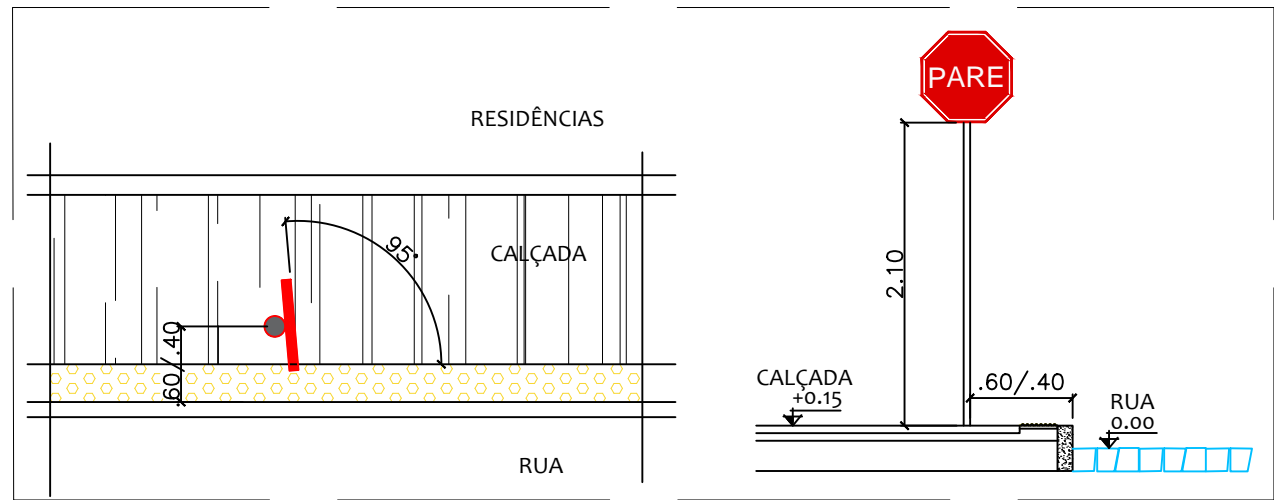 RESIDÊNCIAS
CALÇADA
95°
.60/.40
RUA
PARE
2.10
CALÇADA
+0.15
.60/.40
RUA
0.00